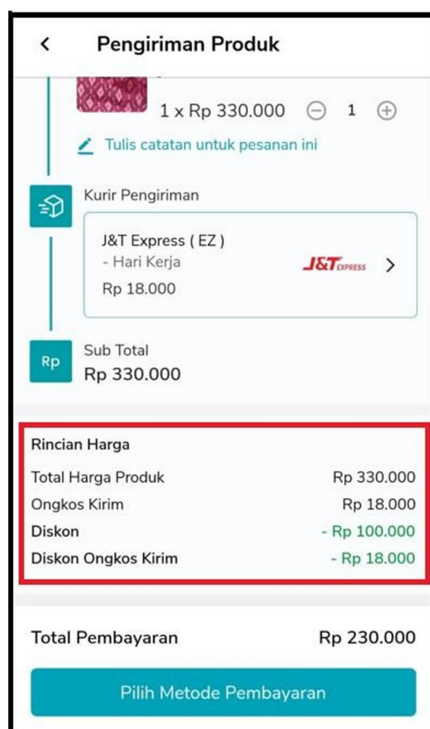 Pengiriman Produk
1 x Rp 330.000 1
Tulis catatan untuk pesanan ini
Kurir Pengiriman
J&T Express ( EZ )
- Hari Kerja
J&T EXPRESS
Rp 18.000
Rp
Sub Total
Rp 330.000
Rincian Harga
Total Harga Produk Rp 330.000
Ongkos Kirim Rp 18.000
Diskon - Rp 100.000
Diskon Ongkos Kirim - Rp 18.000
Total Pembayaran Rp 230.000
Pilih Metode Pembayaran